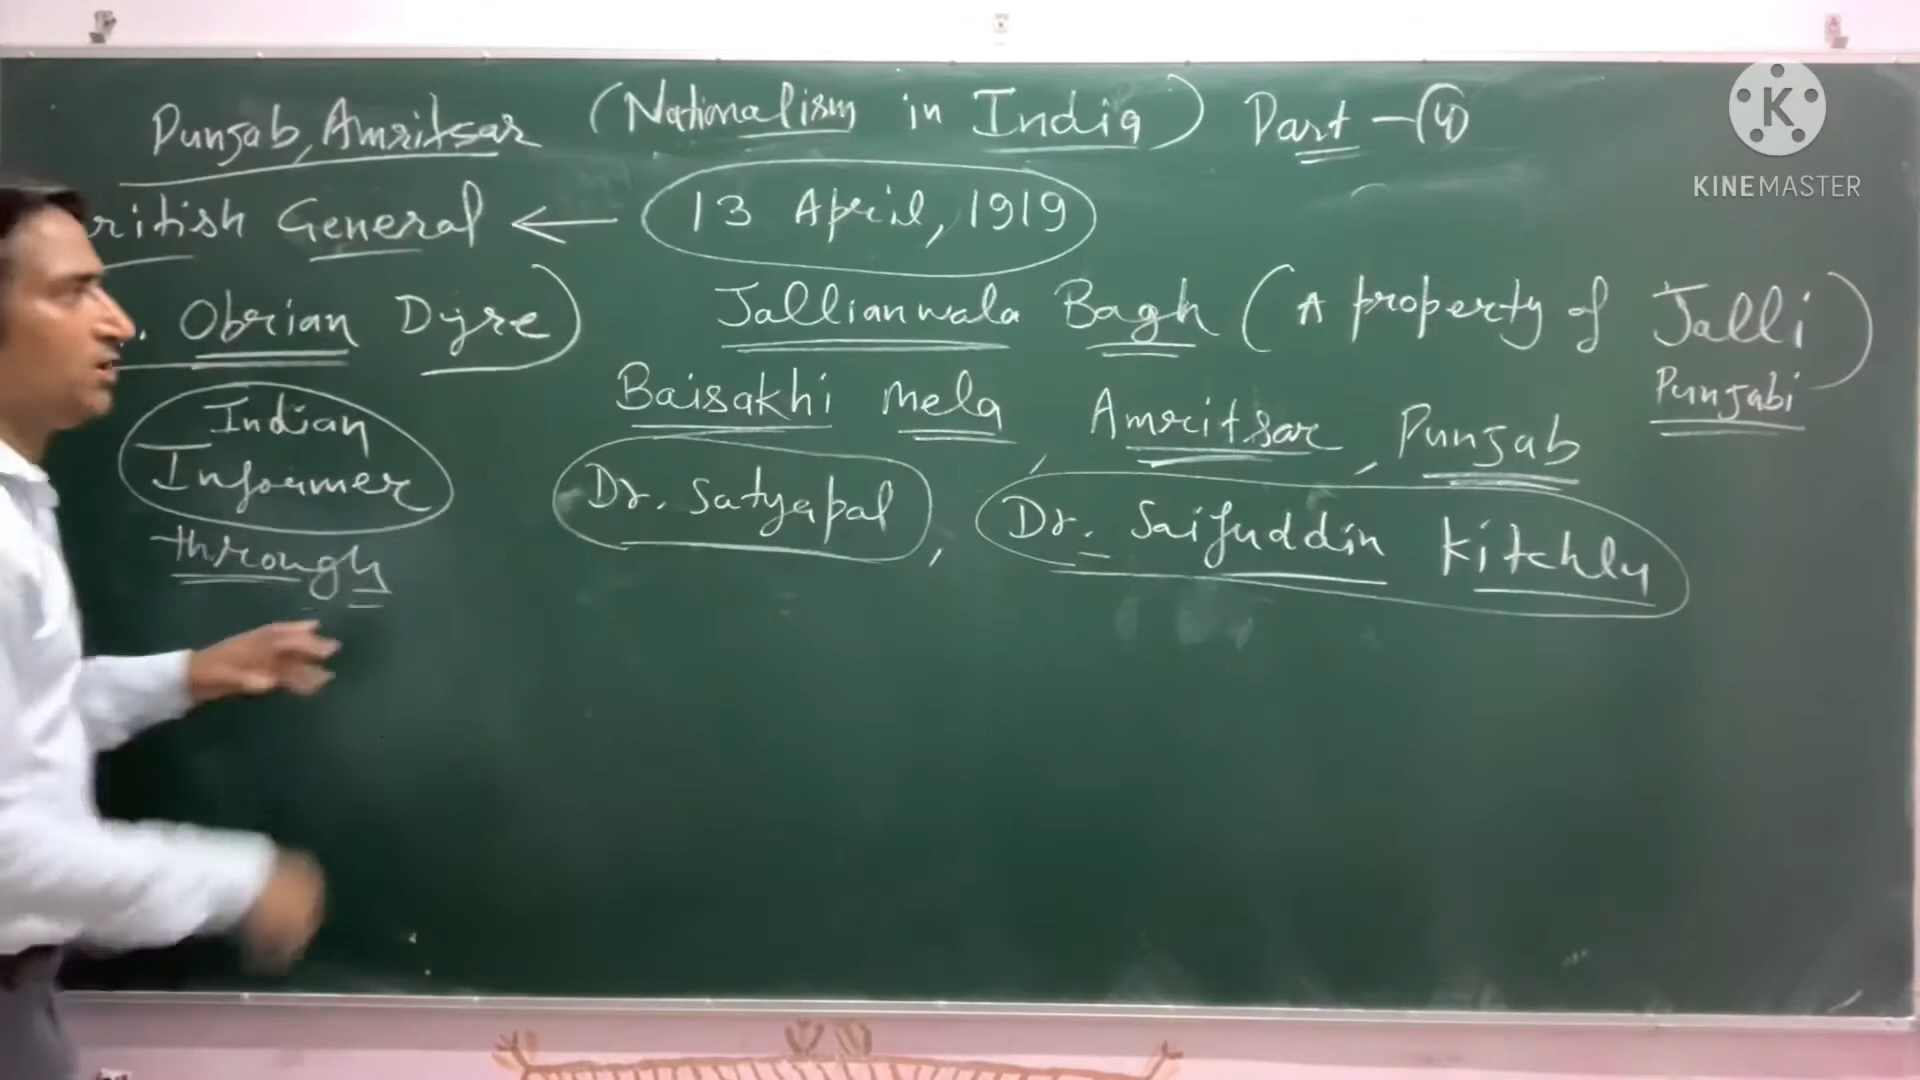 Punjab, Amritsar (Nationalism in India) Part - (4)
ritish General ← 13 April, 1919
. Obrian Dyre)
Jallianwala Bagh (A property of Jalli)
Punjabi
Baisakhi Mela, Amritsar, Punjab
Indian
Informer
through
Dr. Satyapal, Dr. Saifuddin Kitchly
K
KINEMASTER